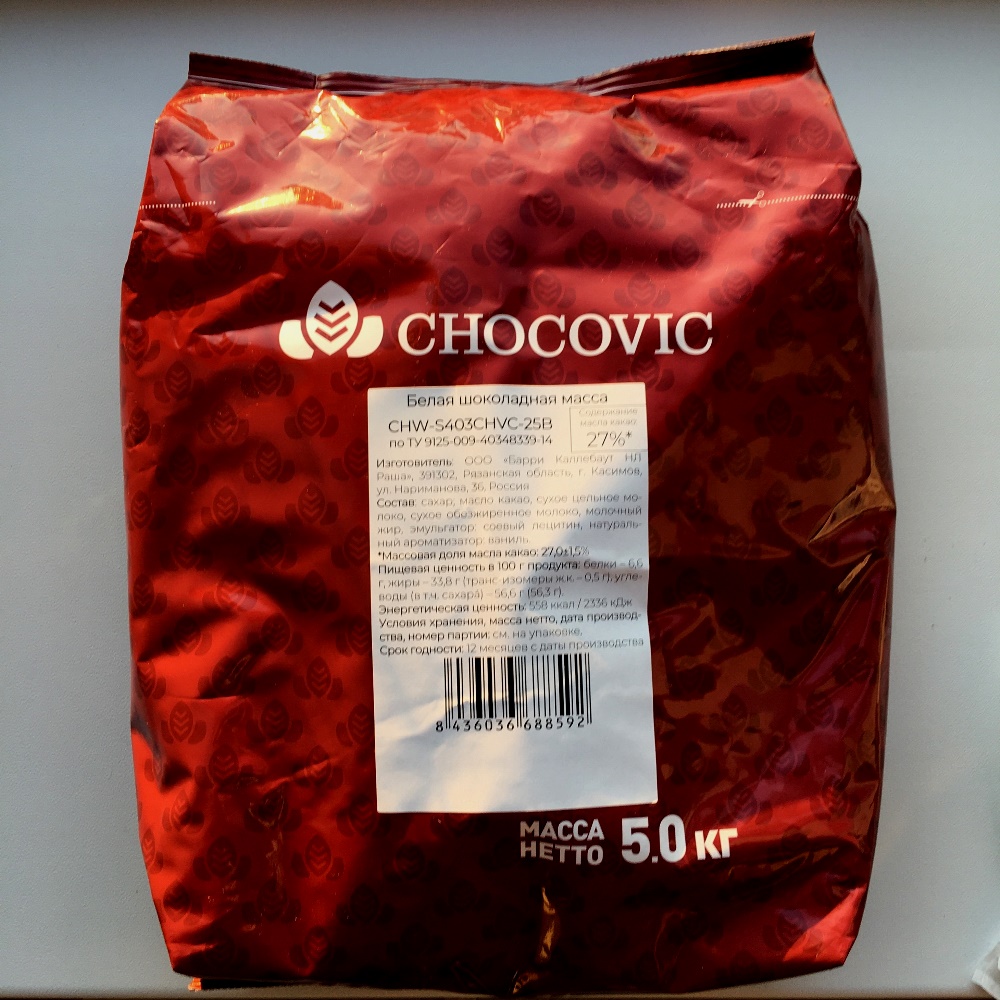 CHOCOVIC
Белая шоколадная масса
CHW-S403CHVC-25B
по ТУ 9125-009-40348339-14
Содержание
масла какао:
27%*
Изготовитель: ООО «Барри Каллебаут НЛ
Раша», 391302, Рязанская область, г. Касимов,
ул. Нариманова, 36, Россия
Состав: сахар, масло какао, сухое цельное мо-
локо, сухое обезжиренное молоко, молочный
жир, эмульгатор: соевый лецитин, натураль-
ный ароматизатор: ваниль.
*Массовая доля масла какао: 27,0±1,5%
Пищевая ценность в 100 г продукта: белки – 6,6
г, жиры – 33,8 г (транс-изомеры ж.к. – 0,5 г), угле-
воды (в т.ч. сахара) – 56,6 г (56,3 г).
Энергетическая ценность: 558 ккал / 2336 кДж
Условия хранения, масса нетто, дата производ-
ства, номер партии: см. на упаковке.
Срок годности: 12 месяцев с даты производства
8 436036 688592
МАССА
НЕТТО 5.0 КГ